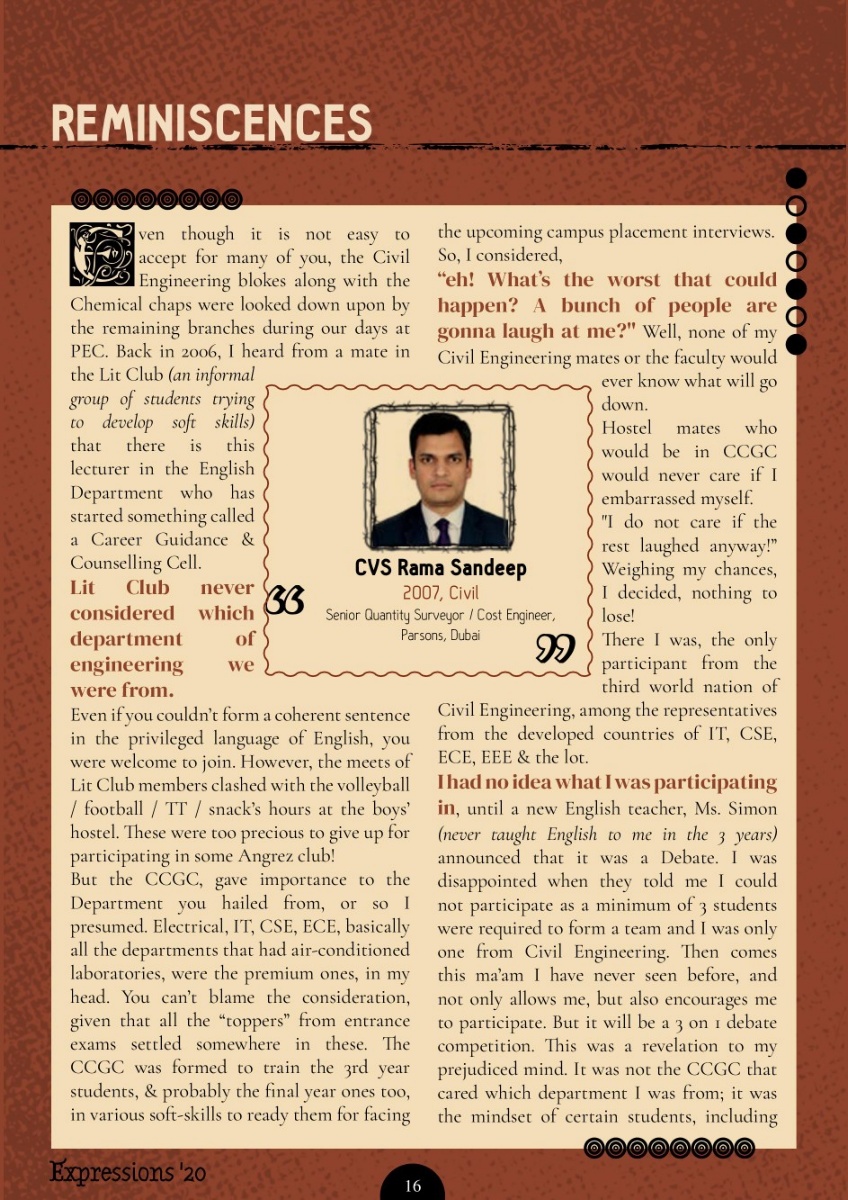 REMINISCENCES
Even though it is not easy to
accept for many of you, the Civil
Engineering blokes along with the
Chemical chaps were looked down upon by
the remaining branches during our days at
PEC. Back in 2006, I heard from a mate in
the Lit Club (an informal
group of students trying
to develop soft skills)
that there is this
lecturer in the English
Department who has
started something called
a Career Guidance &
Counselling Cell.
Lit Club never
considered which
department of
engineering we
were from.
Even if you couldn't form a coherent sentence
in the privileged language of English, you
were welcome to join. However, the meets of
Lit Club members clashed with the volleyball
/ football / TT / snack's hours at the boys'
hostel. These were too precious to give up for
participating in some Angrez club!
But the CCGC, gave importance to the
Department you hailed from, or so I
presumed. Electrical, IT, CSE, ECE, basically
all the departments that had air-conditioned
laboratories, were the premium ones, in my
head. You can't blame the consideration,
given that all the “toppers” from entrance
exams settled somewhere in these. The
CCGC was formed to train the 3rd year
students, & probably the final year ones too,
in various soft-skills to ready them for facing
“
CVS Rama Sandeep
2007, Civil
Senior Quantity Surveyor / Cost Engineer,
Parsons, Dubai
”
the upcoming campus placement interviews.
So, I considered,
“eh! What's the worst that could
happen? A bunch of people are
gonna laugh at me?" Well, none of my
Civil Engineering mates or the faculty would
ever know what will go
down.
Hostel mates who
would be in CCGC
would never care if I
embarrassed myself.
"I do not care if the
rest laughed anyway!”
Weighing my chances,
I decided, nothing to
lose!
There I was, the only
participant from the
third world nation of
Civil Engineering, among the representatives
from the developed countries of IT, CSE,
ECE, EEE & the lot.
I had no idea what I was participating
in, until a new English teacher, Ms. Simon
(never taught English to me in the 3 years)
announced that it was a Debate. I was
disappointed when they told me I could
not participate as a minimum of 3 students
were required to form a team and I was only
one from Civil Engineering. Then comes
this ma'am I have never seen before, and
not only allows me, but also encourages me
to participate. But it will be a 3 on 1 debate
competition. This was a revelation to my
prejudiced mind. It was not the CCGC that
cared which department I was from; it was
the mindset of certain students, including
Expressions '20
16